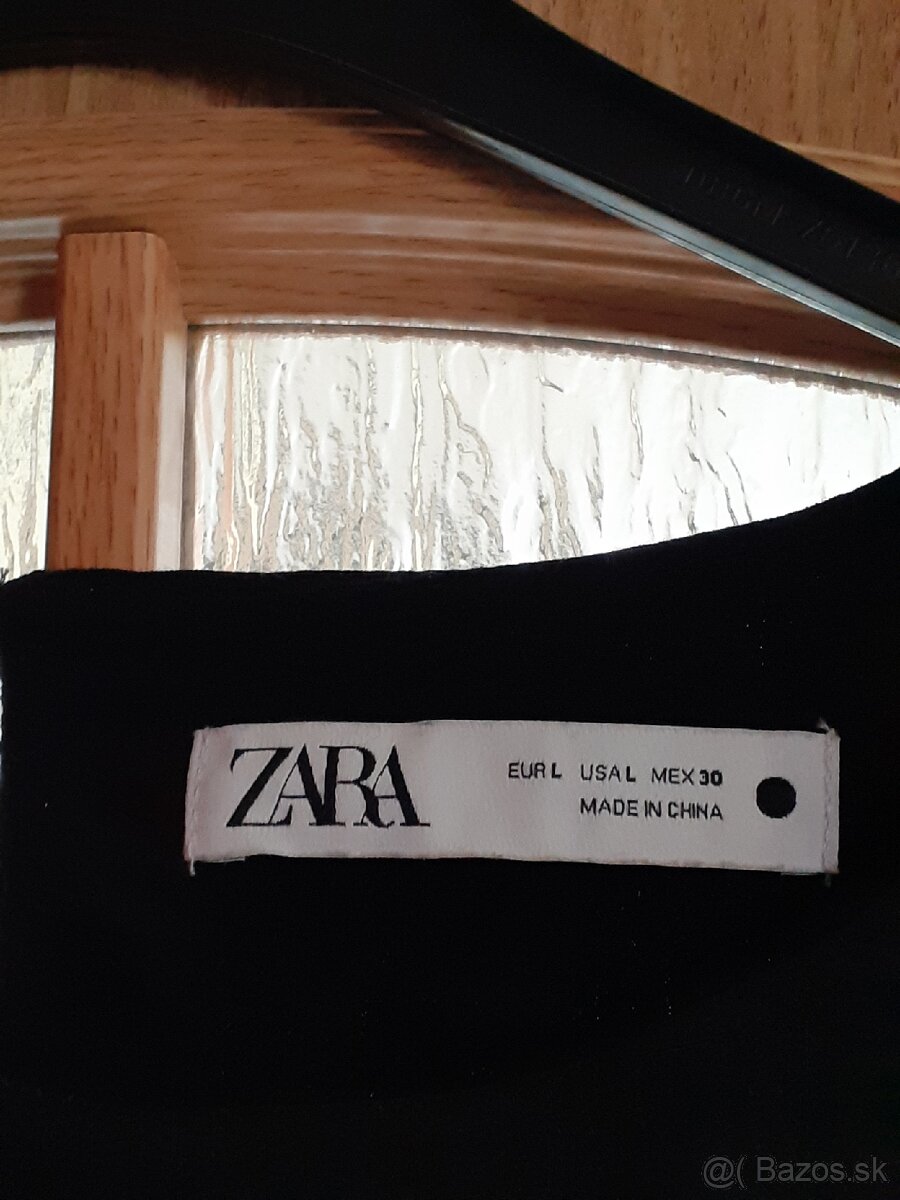 ZARA
EUR L USA L MEX 30
MADE IN CHINA
@( Bazos.sk